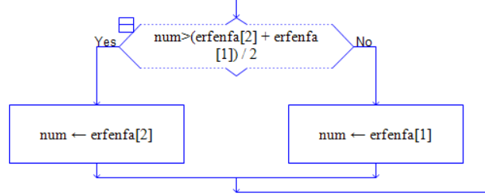 num>(erfenfa[2] + erfenfa
[1]) / 2
Yes
No
num ← erfenfa[2]
num ← erfenfa[1]